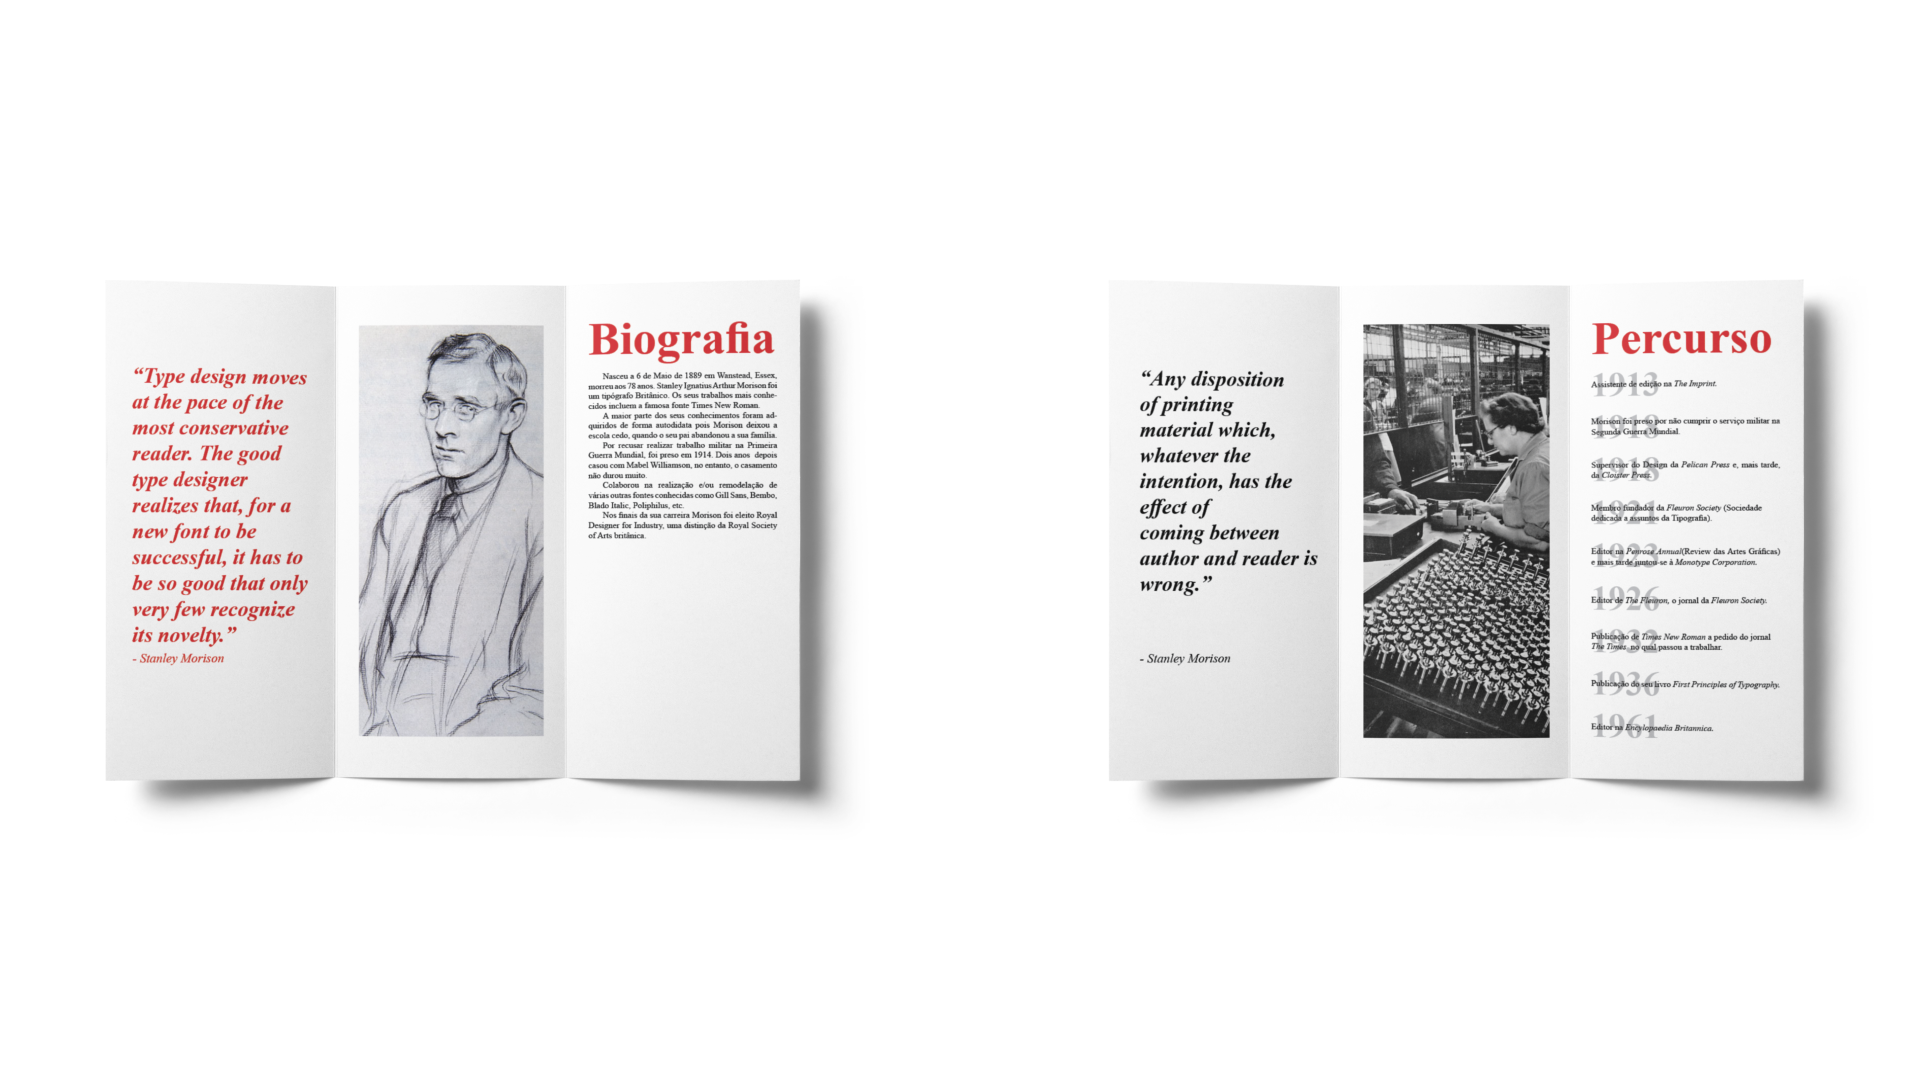 “Type design moves
at the pace of the
most conservative
reader. The good
type designer
realizes that, for a
new font to be
successful, it has to
be so good that only
very few recognize
its novelty.”
- Stanley Morison
Biografia
Nasceu a 6 de Maio de 1889 em Wanstead, Essex,
morreu aos 78 anos. Stanley Ignatius Arthur Morison foi
um tipógrafo Britânico. Os seus trabalhos mais conhe-
cidos incluem a famosa fonte Times New Roman.
A maior parte dos seus conhecimentos foram ad-
quiridos de forma autodidata pois Morison deixou a
escola cedo, quando o seu pai abandonou a sua família.
Por recusar realizar trabalho militar na Primeira
Guerra Mundial, foi preso em 1914. Dois anos depois
casou com Mabel Williamson, no entanto, o casamento
não durou muito.
Colaborou na realização e/ou remodelação de
várias outras fontes conhecidas como Gill Sans, Bembo,
Blado Italic, Poliphilus, etc.
Nos finais da sua carreira Morison foi eleito Royal
Designer for Industry, uma distinção da Royal Society
of Arts britânica.
“Any disposition
of printing
material which,
whatever the
intention, has the
effect of
coming between
author and reader is
wrong.”
- Stanley Morison
Percurso
1913
Assistente de edição na The Imprint.
Morison foi preso por não cumprir o serviço militar na
Segunda Guerra Mundial.
1918
Supervisor do Design da Pelican Press e, mais tarde,
da Cloister Press.
1921
Membro fundador da Fleuron Society (Sociedade
dedicada a assuntos da Tipografia).
1923
Editor na Penrose Annual(Review das Artes Gráficas)
e mais tarde juntou-se à Monotype Corporation.
1926
Editor de The Fleuron, o jornal da Fleuron Society.
1932
Publicação de Times New Roman a pedido do jornal
The Times no qual passou a trabalhar.
1936
Publicação do seu livro First Principles of Typography.
1961
Editor na Encylopaedia Britannica.